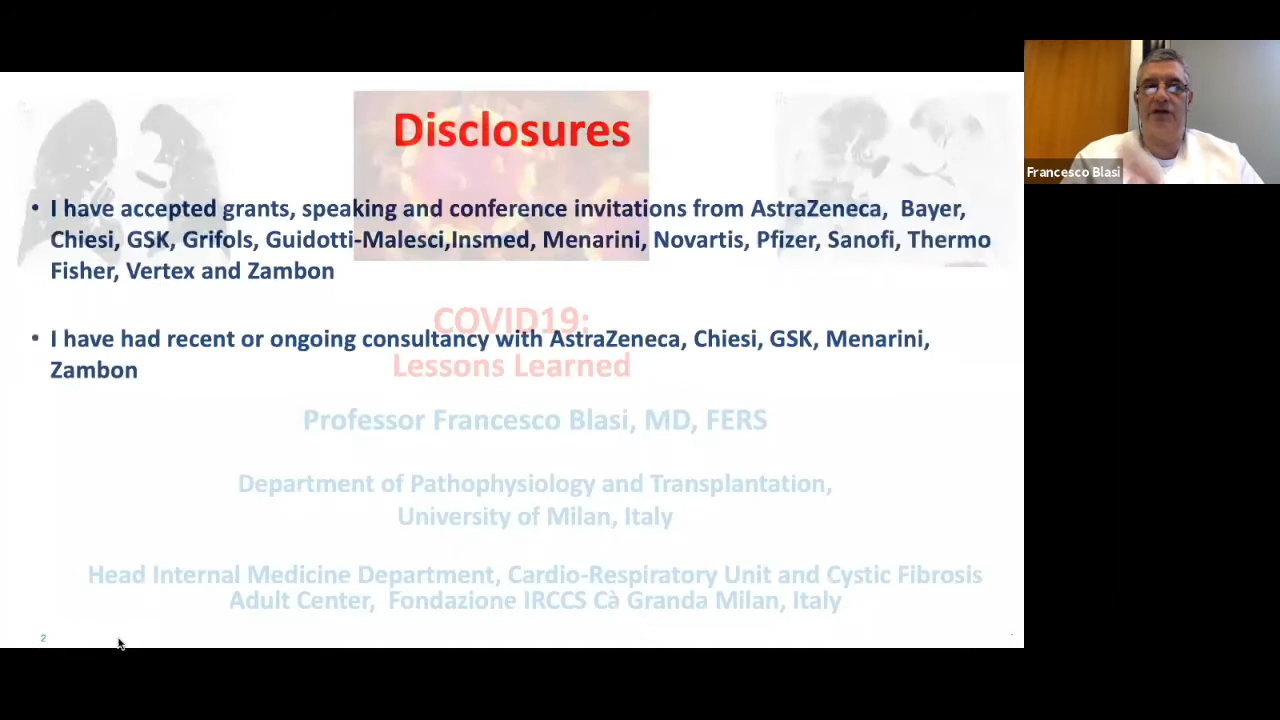 Disclosures
• I have accepted grants, speaking and conference invitations from AstraZeneca, Bayer,
Chiesi, GSK, Grifols, Guidotti-Malesci,Insmed, Menarini, Novartis, Pfizer, Sanofi, Thermo
Fisher, Vertex and Zambon
COVID19:
• I have had recent or ongoing consultancy with AstraZeneca, Chiesi, GSK, Menarini,
Zambon
Lessons Learned
Professor Francesco Blasi, MD, FERS
Department of Pathophysiology and Transplantation,
University of Milan, Italy
Head Internal Medicine Department, Cardio-Respiratory Unit and Cystic Fibrosis
Adult Center, Fondazione IRCCS Cà Granda Milan, Italy
2
Francesco Blasi